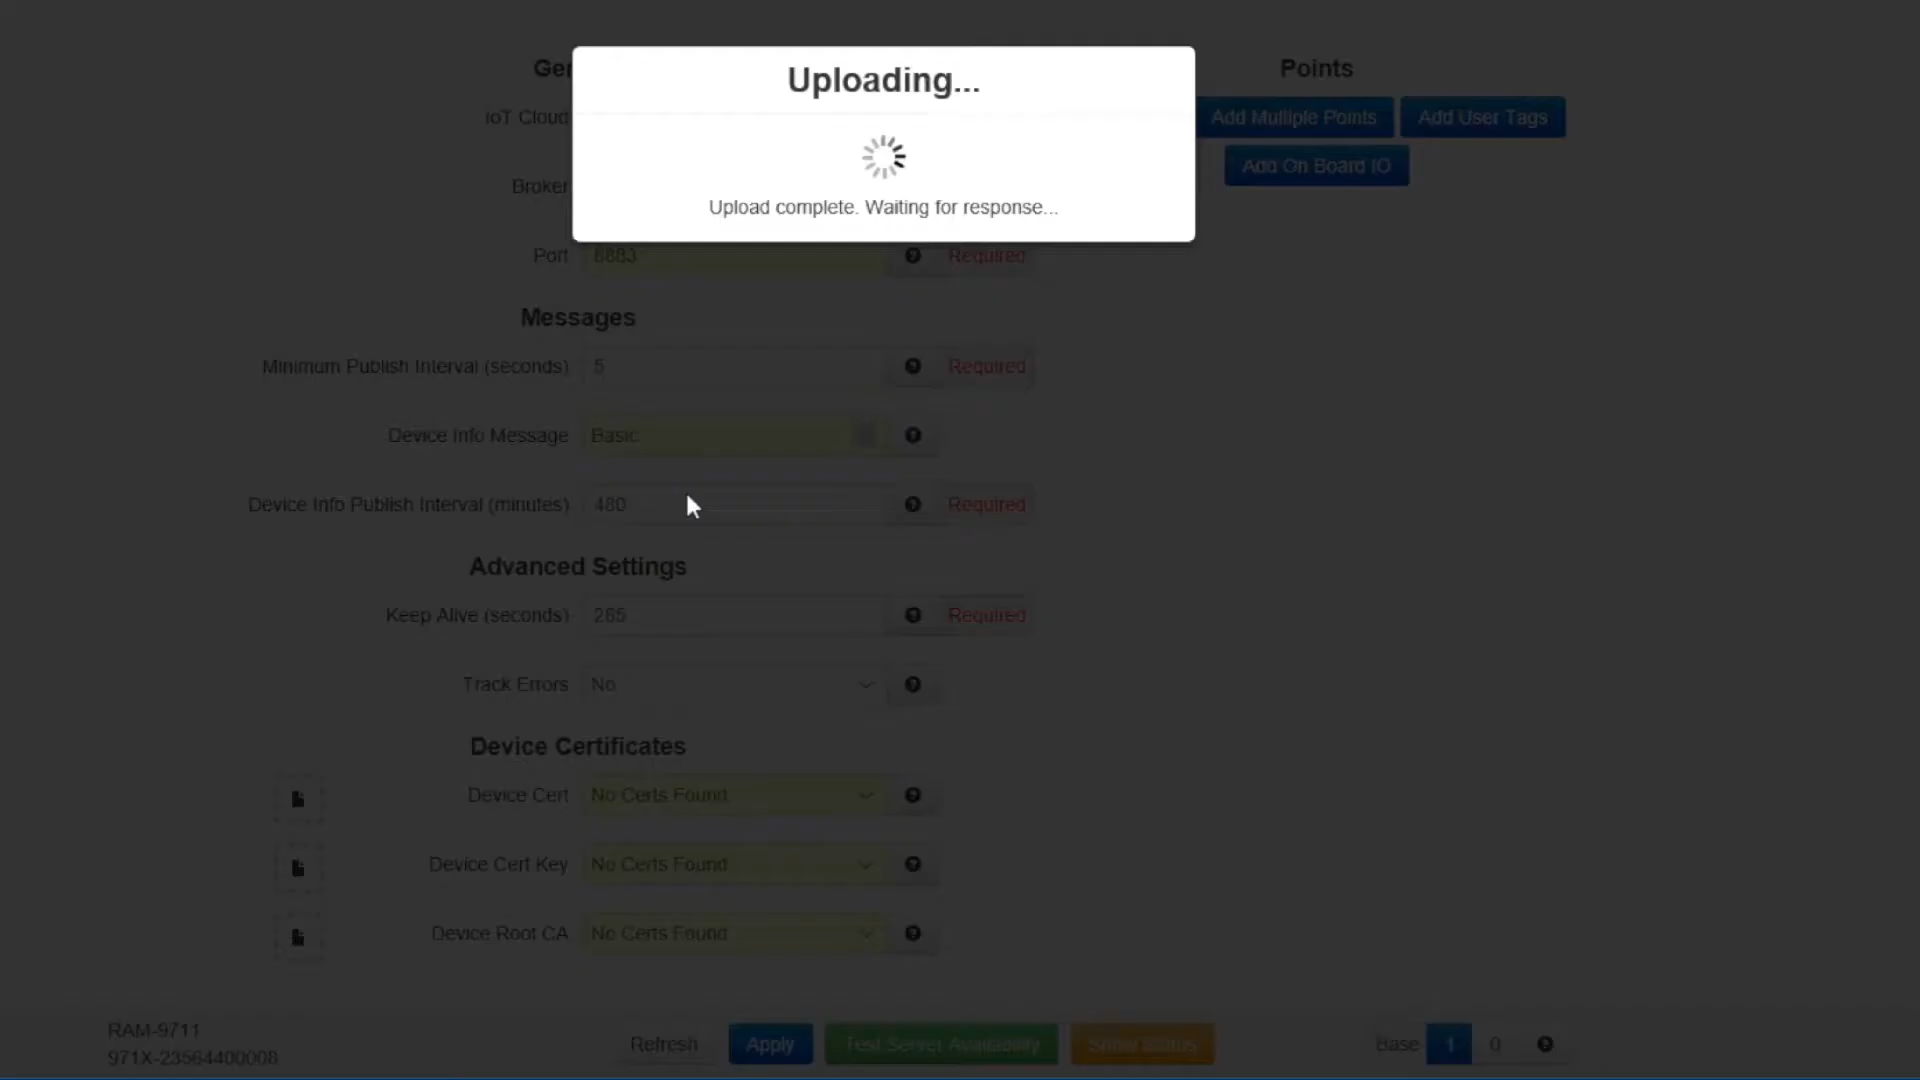 Uploading...
Upload complete. Waiting for response...
Points
IoT Cloud
Add Multiple Points
Add User Tags
Broker
Add On Board IO
Port
8883
Required
Messages
Minimum Publish Interval (seconds)
5
Required
Device Info Message
Basic
Device Info Publish Interval (minutes)
480
Required
Advanced Settings
Keep Alive (seconds)
265
Required
Track Errors
No
Device Certificates
Device Cert
No Certs Found
Device Cert Key
No Certs Found
Device Root CA
No Certs Found
RAM-9711
971X-23564400008
Refresh
Apply
Test Server Availability
Show Status
Base
1
0